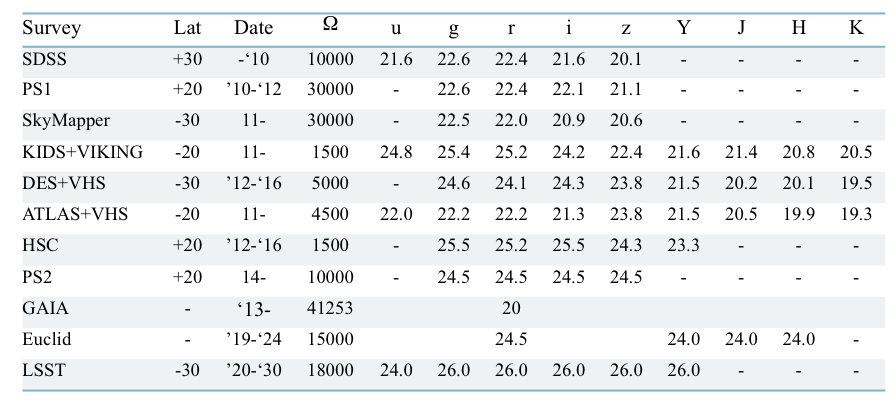 Survey Lat Date Ω u g r i z Y J H K
SDSS +30 -‘10 10000 21.6 22.6 22.4 21.6 20.1 - - - -
PS1 +20 ’10-‘12 30000 - 22.6 22.4 22.1 21.1 - - - -
SkyMapper -30 11- 30000 - 22.5 22.0 20.9 20.6 - - - -
KIDS+VIKING -20 11- 1500 24.8 25.4 25.2 24.2 22.4 21.6 21.4 20.8 20.5
DES+VHS -30 ’12-‘16 5000 - 24.6 24.1 24.3 23.8 21.5 20.2 20.1 19.5
ATLAS+VHS -20 11- 4500 22.0 22.2 22.2 21.3 23.8 21.5 20.5 19.9 19.3
HSC +20 ’12-‘16 1500 - 25.5 25.2 25.5 24.3 23.3 - - -
PS2 +20 14- 10000 - 24.5 24.5 24.5 24.5 - - - -
GAIA - ‘13- 41253 20
Euclid - ’19-‘24 15000 24.5 24.0 24.0 24.0 -
LSST -30 ’20-‘30 18000 24.0 26.0 26.0 26.0 26.0 26.0 - - -